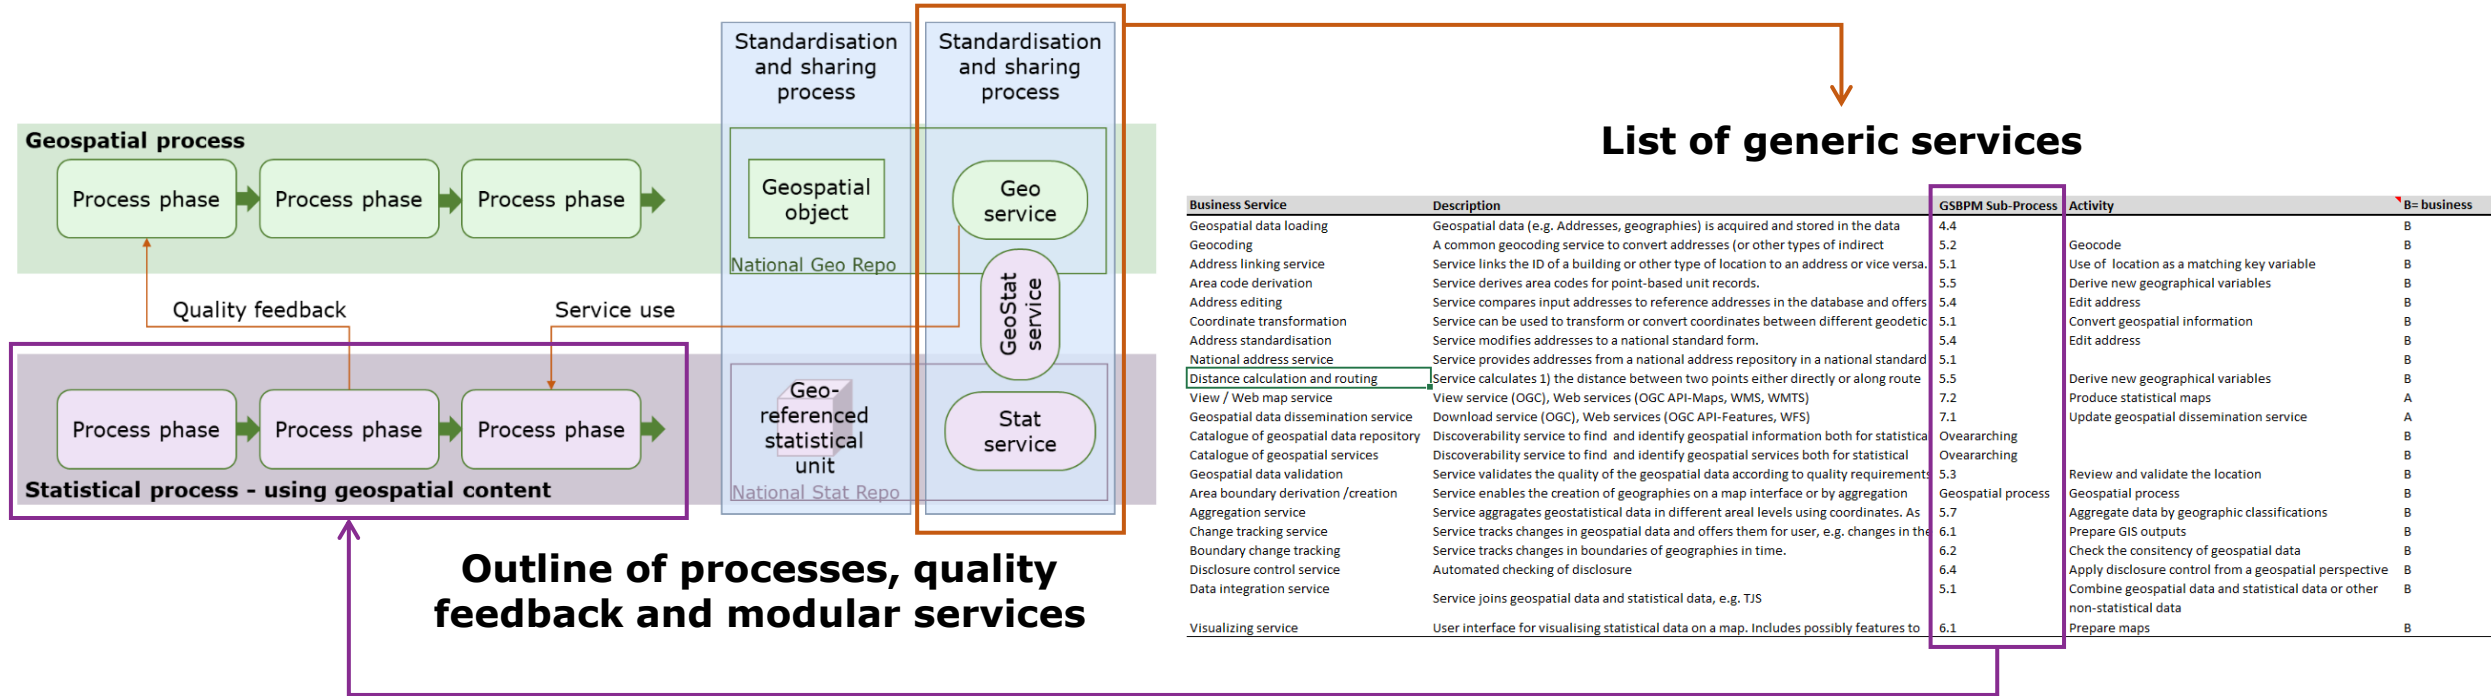 Standardisation
and sharing
process
Standardisation
and sharing
process
Geospatial process
Process phase
Process phase
Process phase
Geospatial
object
Geo
service
National Geo Repo
GeoStat
service
Quality feedback
Service use
Process phase
Process phase
Process phase
Geo-
referenced
statistical
unit
Stat
service
Statistical process - using geospatial content
National Stat Repo
Outline of processes, quality
feedback and modular services
List of generic services
Business Service Description GSBPM Sub-Process Activity B= business
Geospatial data loading Geospatial data (e.g. Addresses, geographies) is acquired and stored in the data 4.4 B
Geocoding A common geocoding service to convert addresses (or other types of indirect 5.2 Geocode B
Address linking service Service links the ID of a building or other type of location to an address or vice versa. 5.1 Use of location as a matching key variable B
Area code derivation Service derives area codes for point-based unit records. 5.5 Derive new geographical variables B
Address editing Service compares input addresses to reference addresses in the database and offers 5.4 Edit address B
Coordinate transformation Service can be used to transform or convert coordinates between different geodetic 5.1 Convert geospatial information B
Address standardisation Service modifies addresses to a national standard form. 5.4 Edit address B
National address service Service provides addresses from a national address repository in a national standard 5.1 B
Distance calculation and routing Service calculates 1) the distance between two points either directly or along route 5.5 Derive new geographical variables B
View / Web map service View service (OGC), Web services (OGC API-Maps, WMS, WMTS) 7.2 Produce statistical maps A
Geospatial data dissemination service Download service (OGC), Web services (OGC API-Features, WFS) 7.1 Update geospatial dissemination service A
Catalogue of geospatial data repository Discoverability service to find and identify geospatial information both for statistica Ovearaching B
Catalogue of geospatial services Discoverability service to find and identify geospatial services both for statistical Ovearaching B
Geospatial data validation Service validates the quality of the geospatial data according to quality requirements 5.3 Review and validate the location B
Area boundary derivation /creation Service enables the creation of geographies on a map interface or by aggregation Geospatial process Geospatial process B
Aggregation service Service aggragates geostatistical data in different areal levels using coordinates. As 5.7 Aggregate data by geographic classifications B
Change tracking service Service tracks changes in geospatial data and offers them for user, e.g. changes in the 6.1 Prepare GIS outputs B
Boundary change tracking Service tracks changes in boundaries of geographies in time. 6.2 Check the consitency of geospatial data B
Disclosure control service Automated checking of disclosure 6.4 Apply disclosure control from a geospatial perspective B
Data integration service Service joins geospatial data and statistical data, e.g. TJS 5.1 Combine geospatial data and statistical data or other B
non-statistical data
Visualizing service User interface for visualising statistical data on a map. Includes possibly features to 6.1 Prepare maps B